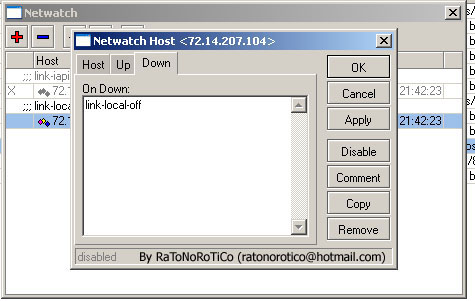 Netwatch
Netwatch Host <72.14.207.104>
Host
Host Up Down
OK
Cancel
Apply
Disable
Comment
Copy
Remove
On Down:
link-local-off
;;; link-iapi
X 72.1
21:42:23
;;; link-loca
72.1
21:42:23
disabled
By RaToNoRoTiCo (ratonorotico@hotmail.com)